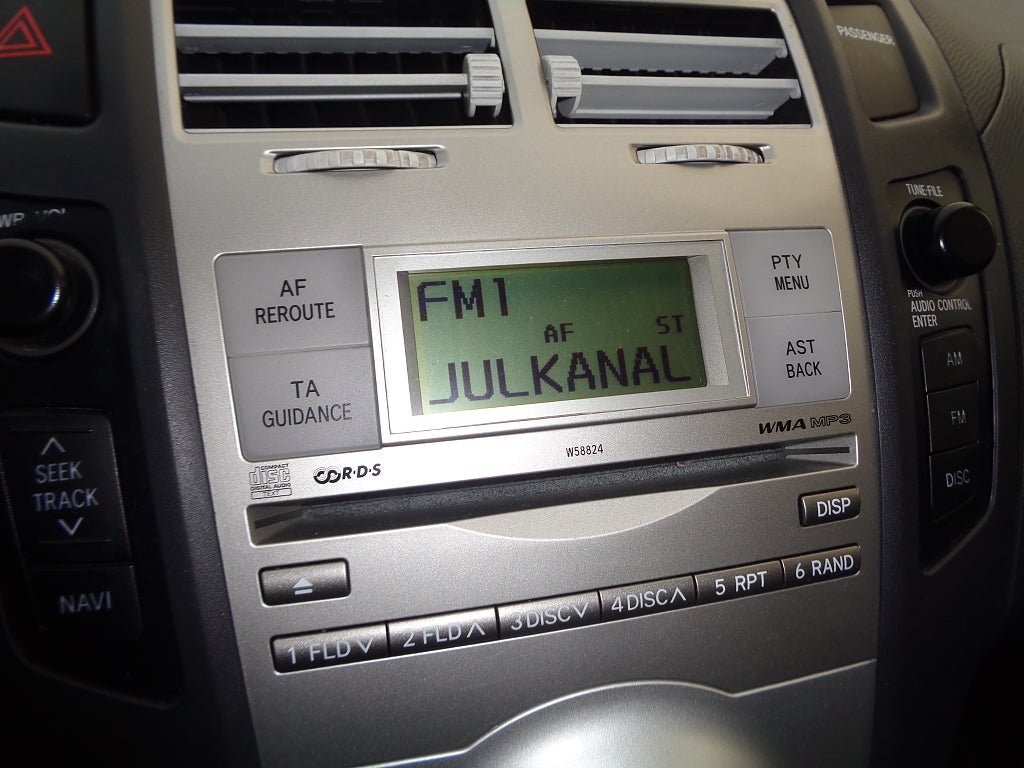 PASSENGER
TUNE·FILE
PUSH
AUDIO CONTROL
ENTER
AF
REROUTE
TA
GUIDANCE
FM1
AF ST
JULKANAL
PTY
MENU
AST
BACK
AM
FM
DISC
SEEK
TRACK
NAVI
COMPACT
disc
DIGITAL AUDIO
TEXT
R·D·S
W58824
WMA MP3
DISP
1 FLD ∨
2 FLD ∧
3 DISC ∨
4 DISC ∧
5 RPT
6 RAND